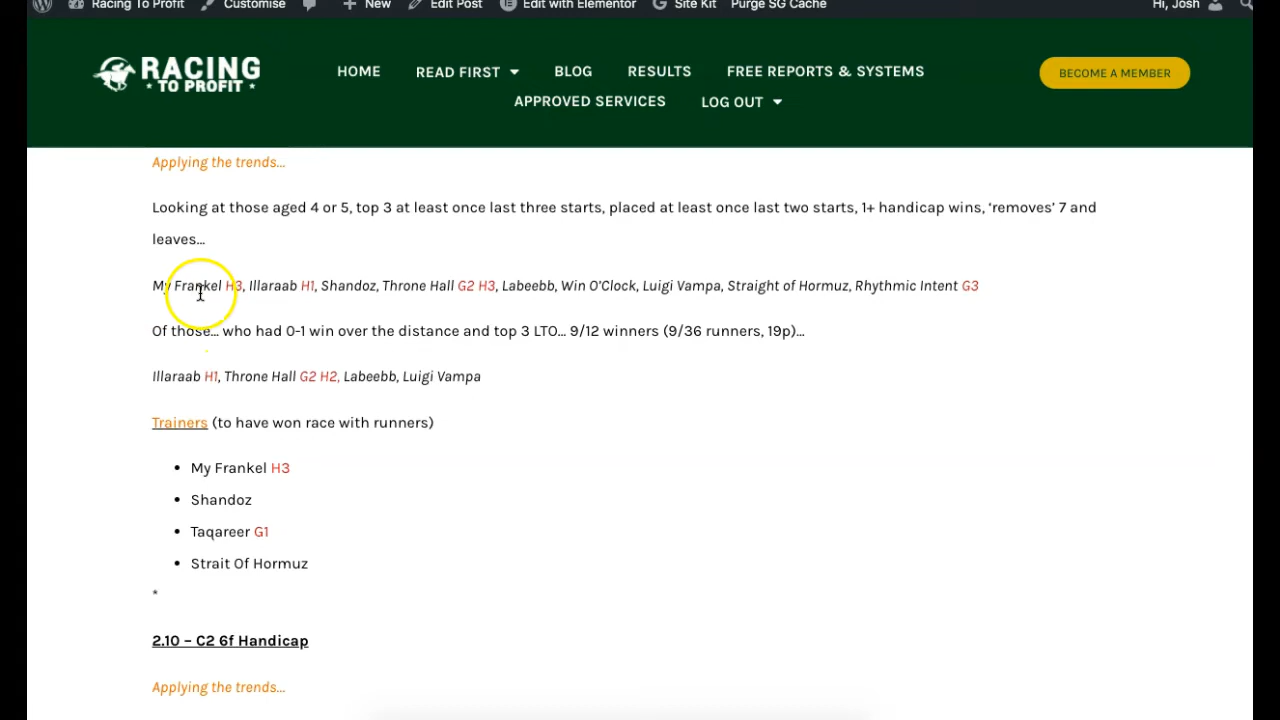 Racing To Profit Customise New Edit Post Edit with Elementor Site Kit Purge SG Cache Hi, Josh
RACING TO PROFIT
HOME READ FIRST BLOG RESULTS FREE REPORTS & SYSTEMS
APPROVED SERVICES LOG OUT
BECOME A MEMBER
Applying the trends...
Looking at those aged 4 or 5, top 3 at least once last three starts, placed at least once last two starts, 1+ handicap wins, ‘removes’ 7 and
leaves...
My Frankel H3, Illaraab H1, Shandoz, Throne Hall G2 H3, Labeebb, Win O’Clock, Luigi Vampa, Straight of Hormuz, Rhythmic Intent G3
Of those... who had 0-1 win over the distance and top 3 LTO... 9/12 winners (9/36 runners, 19p)...
Illaraab H1, Throne Hall G2 H2, Labeebb, Luigi Vampa
Trainers (to have won race with runners)
• My Frankel H3
• Shandoz
• Taqareer G1
• Strait Of Hormuz
*
2.10 – C2 6f Handicap
Applying the trends...